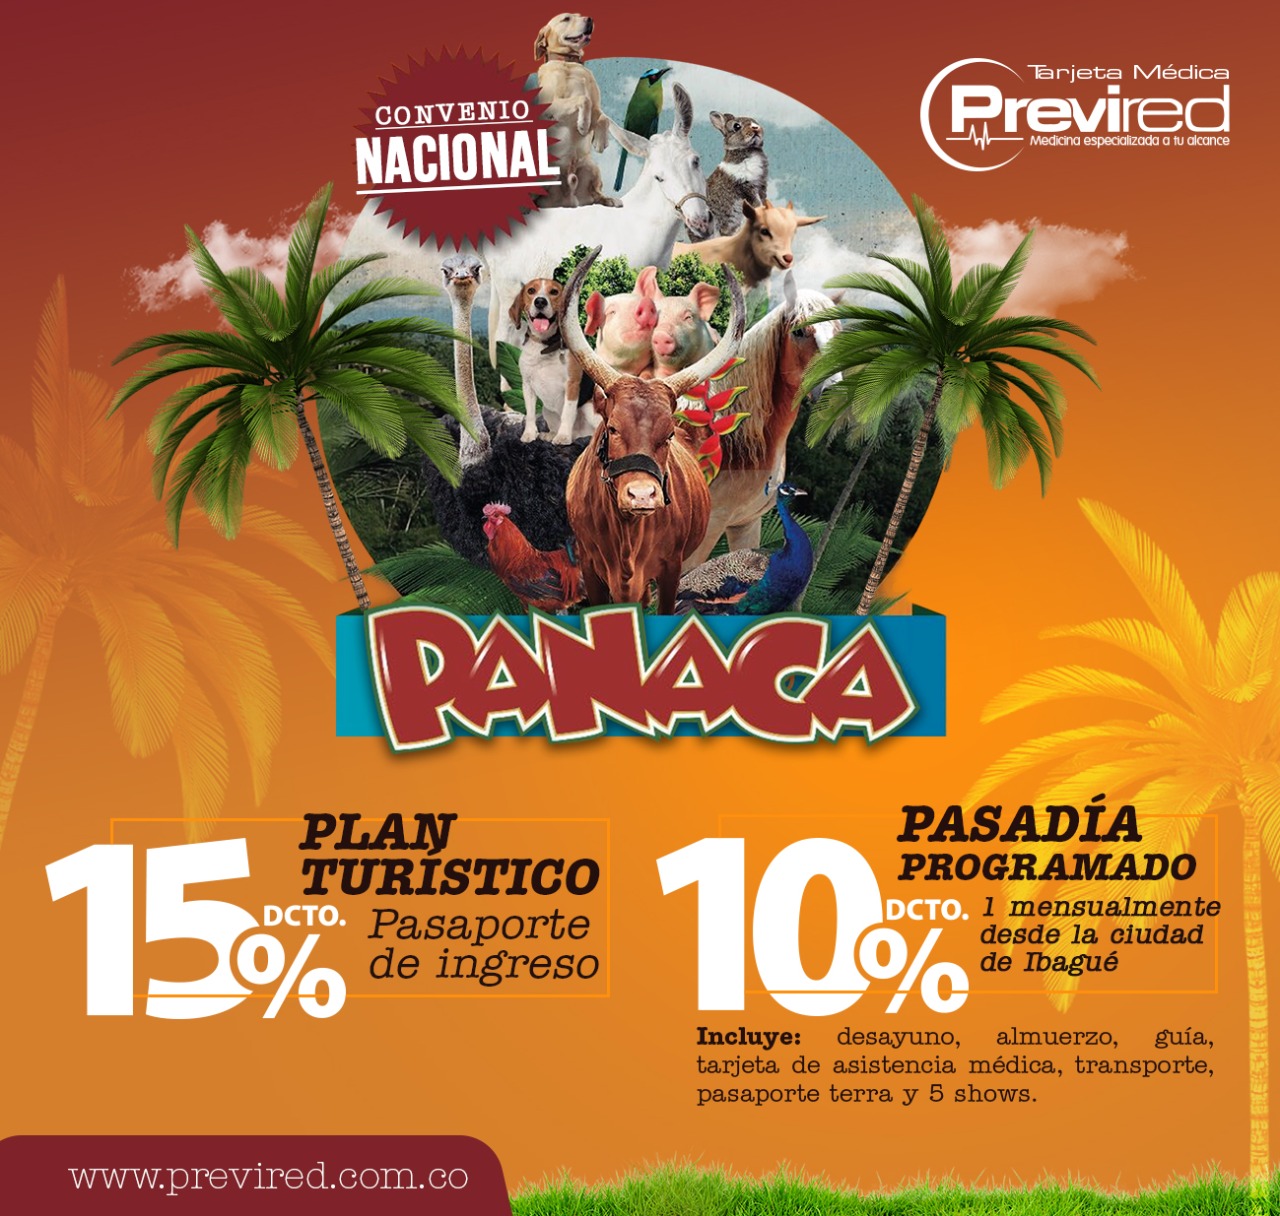 CONVENIO
NACIONAL
Tarjeta Médica
Previred
Medicina especializada a tu alcance
PANACA
15% DCTO.
PLAN
TURÍSTICO
Pasaporte
de ingreso
10% DCTO.
PASADÍA
PROGRAMADO
1 mensualmente
desde la ciudad
de Ibagué
Incluye: desayuno, almuerzo, guía,
tarjeta de asistencia médica, transporte,
pasaporte terra y 5 shows.
www.previred.com.co